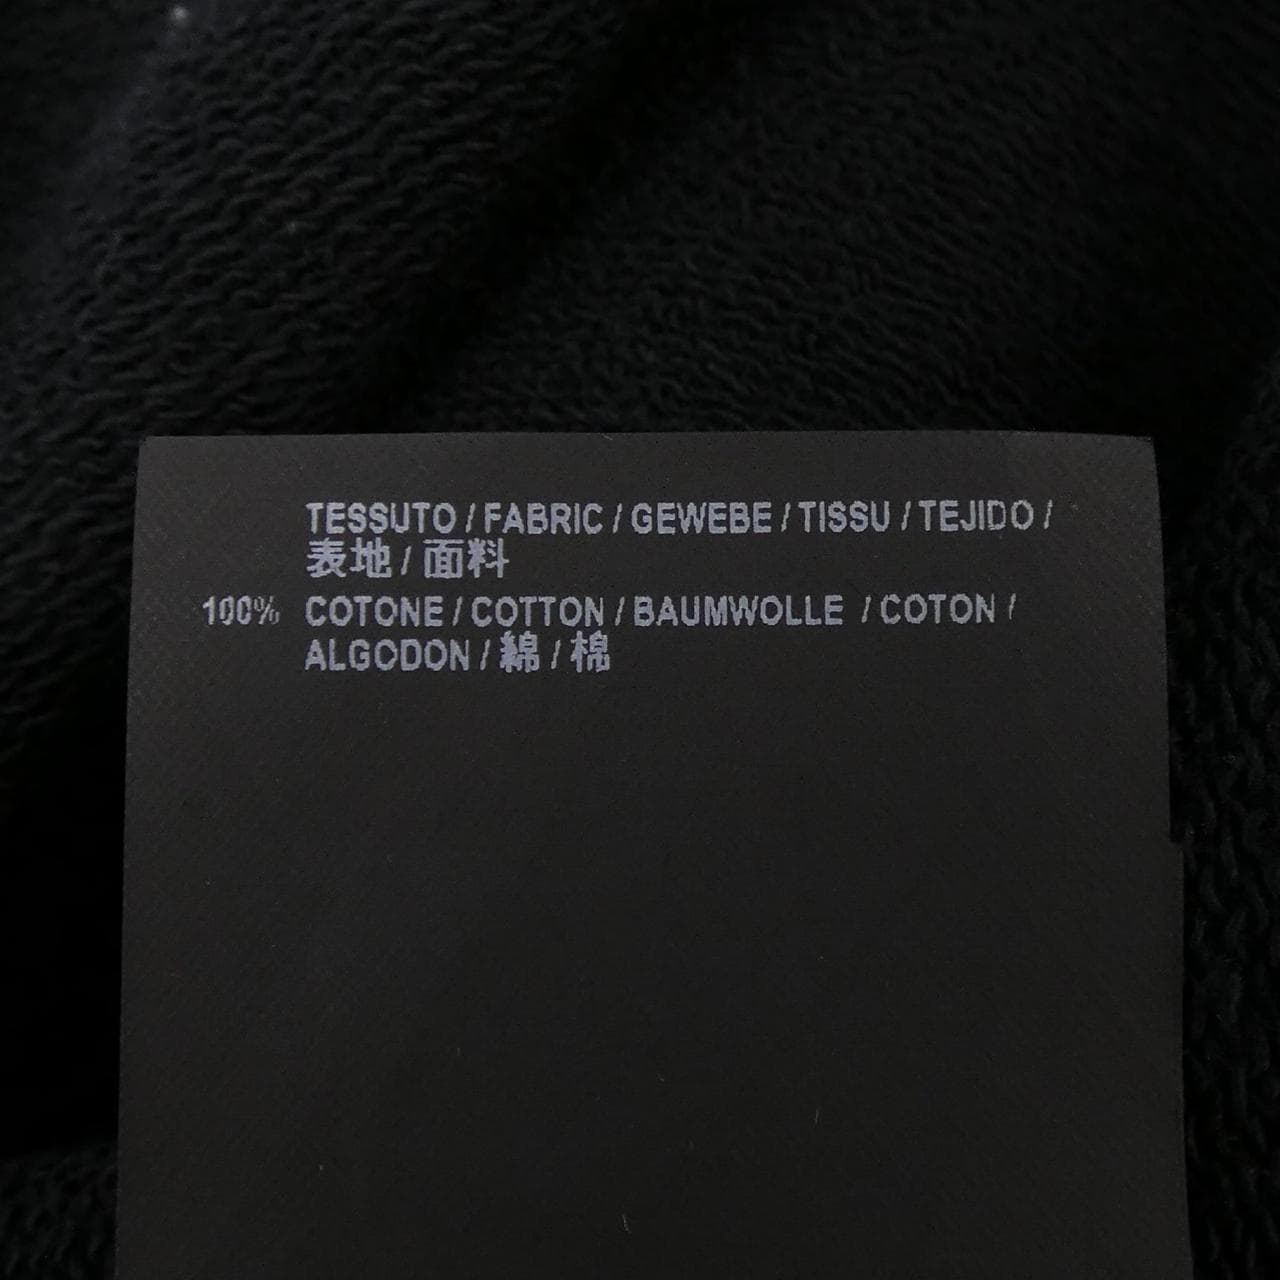 TESSUTO / FABRIC / GEWEBE / TISSU / TEJIDO /
表地 / 面料
100% COTONE / COTTON / BAUMWOLLE / COTON /
ALGODON / 綿 / 棉